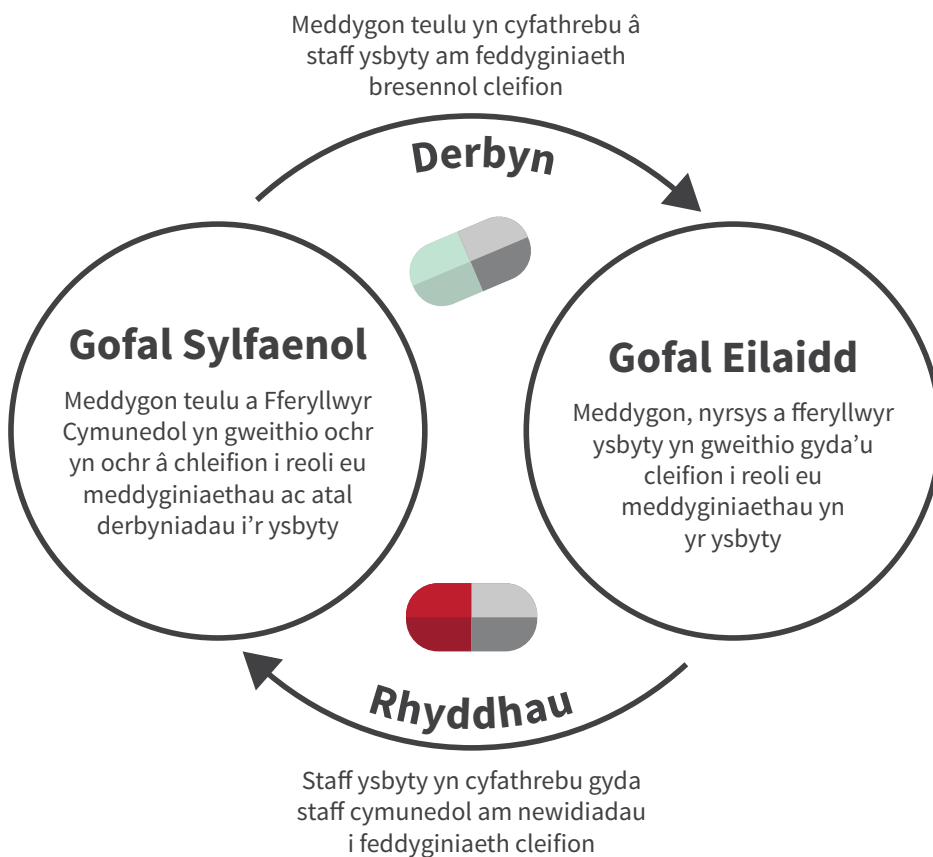 Meddygon teulu yn cyfathrebu â
staff ysbyty am feddyginiaeth
bresennol cleifion
Derbyn
Gofal Sylfaenol
Meddygon teulu a Fferyllwyr
Cymunedol yn gweithio ochr
yn ochr â chleifion i reoli eu
meddyginiaethau ac atal
derbyniadau i’r ysbyty
Gofal Eilaidd
Meddygon, nyrsys a fferyllwyr
ysbyty yn gweithio gyda’u
cleifion i reoli eu
meddyginiaethau yn
yr ysbyty
Rhyddhau
Staff ysbyty yn cyfathrebu gyda
staff cymunedol am newidiadau
i feddyginiaeth cleifion